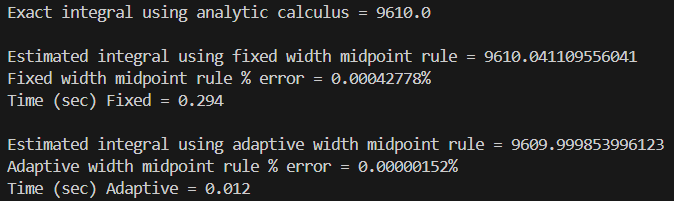 Exact integral using analytic calculus = 9610.0
Estimated integral using fixed width midpoint rule = 9610.041109556041
Fixed width midpoint rule % error = 0.00042778%
Time (sec) Fixed = 0.294
Estimated integral using adaptive width midpoint rule = 9609.999853996123
Adaptive width midpoint rule % error = 0.00000152%
Time (sec) Adaptive = 0.012